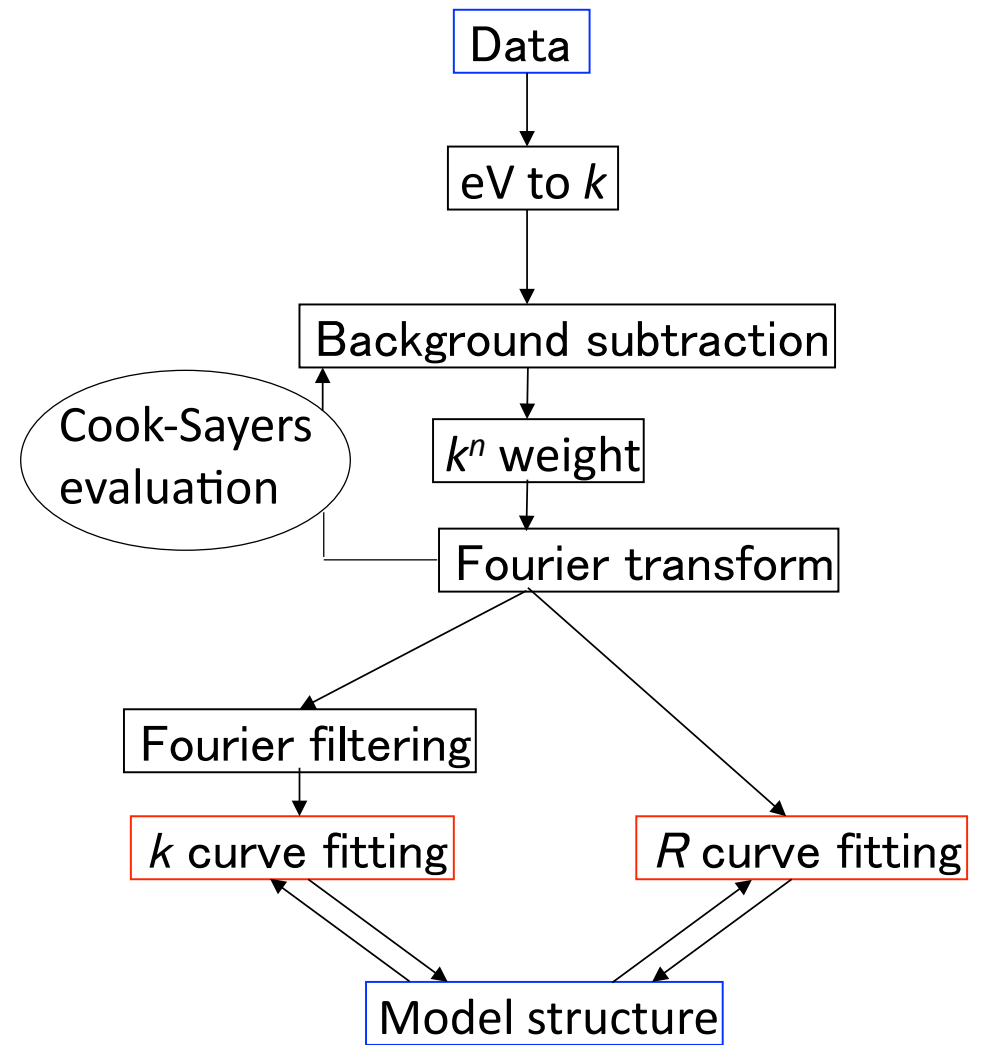 Data
eV to k
Background subtraction
Cook-Sayers
evaluation
kⁿ weight
Fourier transform
Fourier filtering
k curve fitting
R curve fitting
Model structure